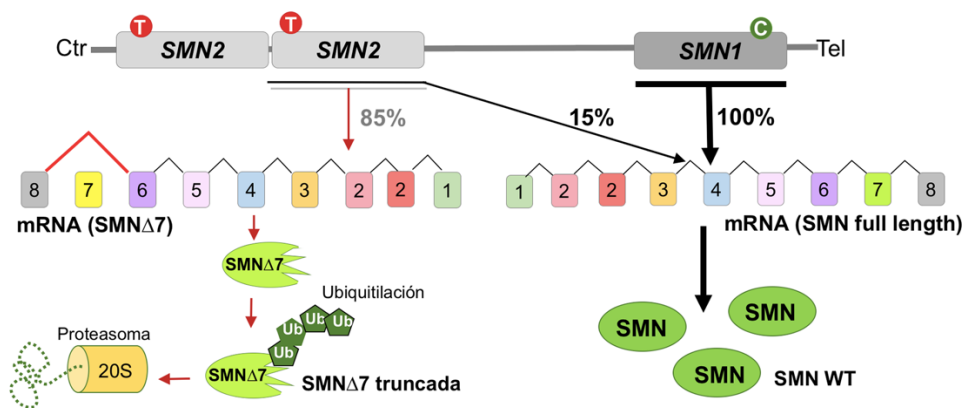 Ctr T SMN2 T SMN2 C SMN1 Tel
85% 15% 100%
8 7 6 5 4 3 2 2 1
1 2 2 3 4 5 6 7 8
mRNA (SMNΔ7)
mRNA (SMN full length)
SMNΔ7
Ubiquitilación
Ub Ub Ub Ub
Proteasoma
20S
SMNΔ7
SMNΔ7 truncada
SMN SMN
SMN
SMN WT